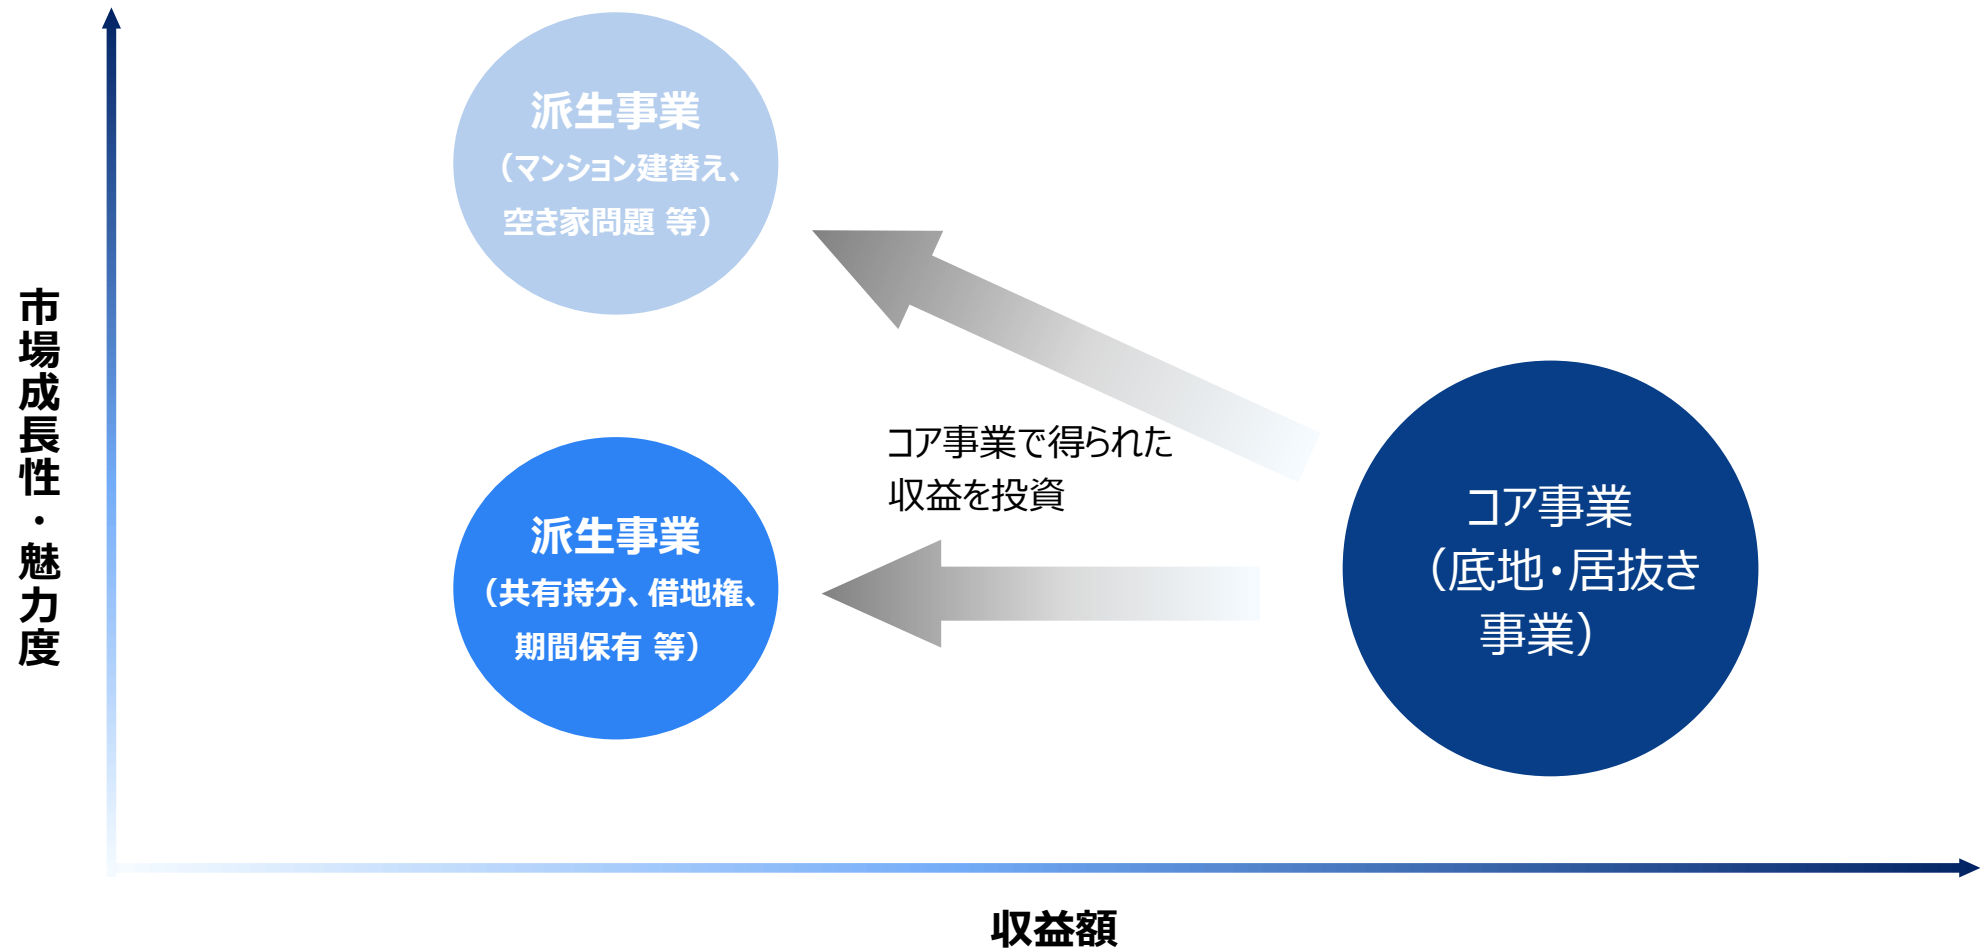 派生事業
（マンション建替え、
空き家問題 等）
市場成長性・魅力度
コア事業で得られた
収益を投資
派生事業
（共有持分、借地権、
期間保有 等）
コア事業
（底地・居抜き
事業）
収益額